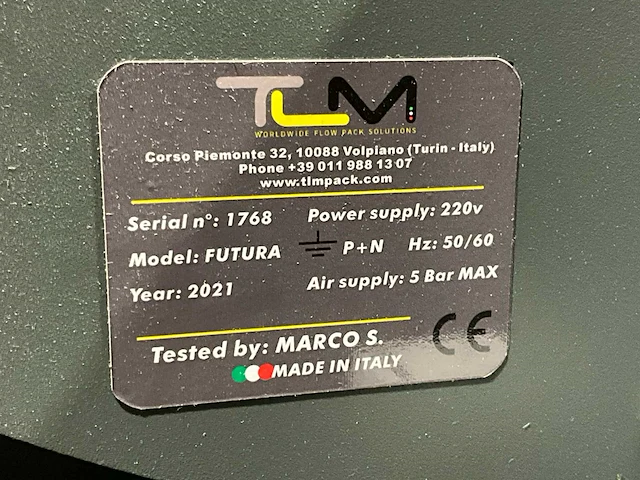 TLM
WORLDWIDE FLOW PACK SOLUTIONS
Corso Piemonte 32, 10088 Volpiano (Turin - Italy)
Phone +39 011 988 13 07
www.tlmpack.com
Serial n°: 1768 Power supply: 220v
Model: FUTURA P+N Hz: 50/60
Year: 2021 Air supply: 5 Bar MAX
Tested by: MARCO S. CE
MADE IN ITALY